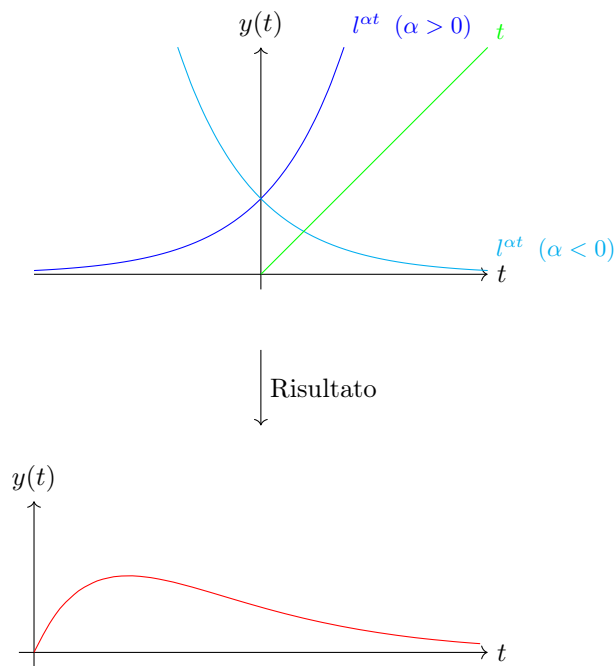 y(t)
l^{αt} (α > 0)
t
l^{αt} (α < 0)
t
Risultato
y(t)
t